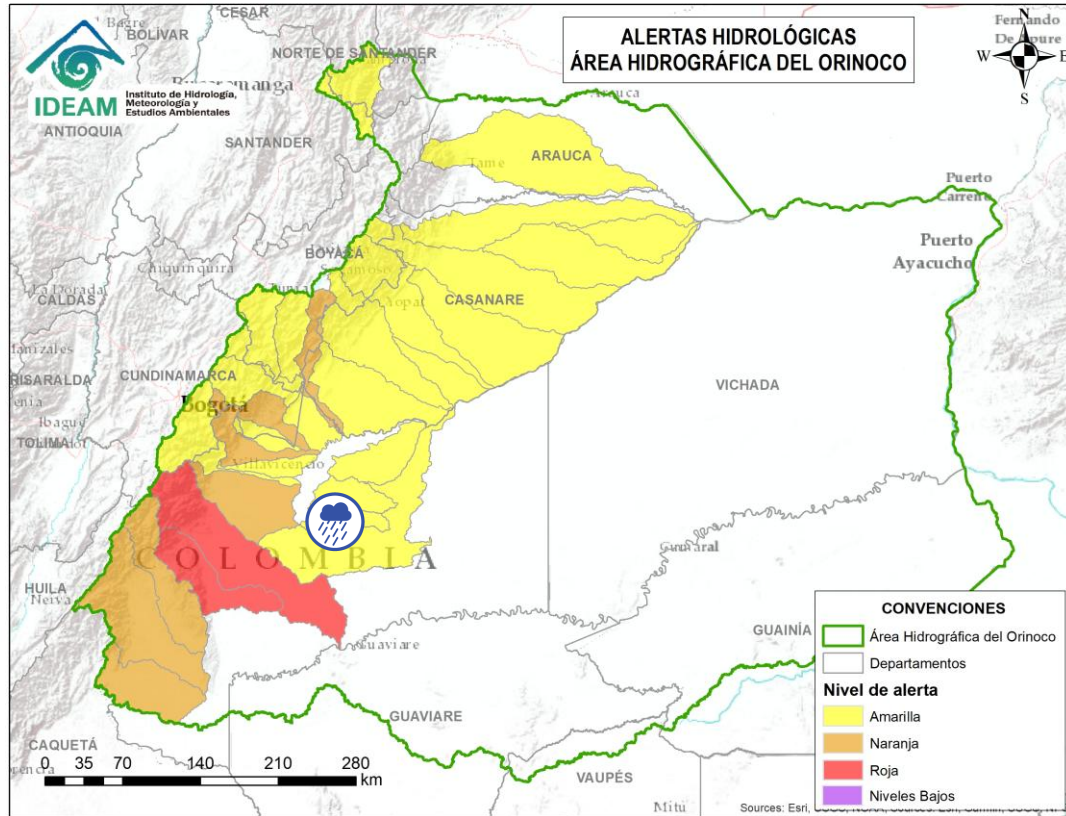 ALERTAS HIDROLÓGICAS
ÁREA HIDROGRÁFICA DEL ORINOCO
N
W
E
S
IDEAM
Instituto de Hidrología,
Meteorología y
Estudios Ambientales
CESAR
BOLÍVAR
NORTE DE SANTANDER
ANTIOQUIA
SANTANDER
Arauca
ARAUCA
Tame
Puerto
Carreño
Puerto
Ayacucho
BOYACÁ
Chiquinquira
La Dorada
CALDAS
Yopal
CASANARE
RISARALDA
CUNDINAMARCA
Bogotá
VICHADA
Ibagué
TOLIMA
Villavicencio
COLOMBIA
HUILA
Neiva
Guaviare
GUAINÍA
GUAVIARE
CAQUETÁ
VAUPÉS
Mitú
0 35 70 140 210 280
km
CONVENCIONES
Área Hidrográfica del Orinoco
Departamentos
Nivel de alerta
Amarilla
Naranja
Roja
Niveles Bajos
Sources: Esri,